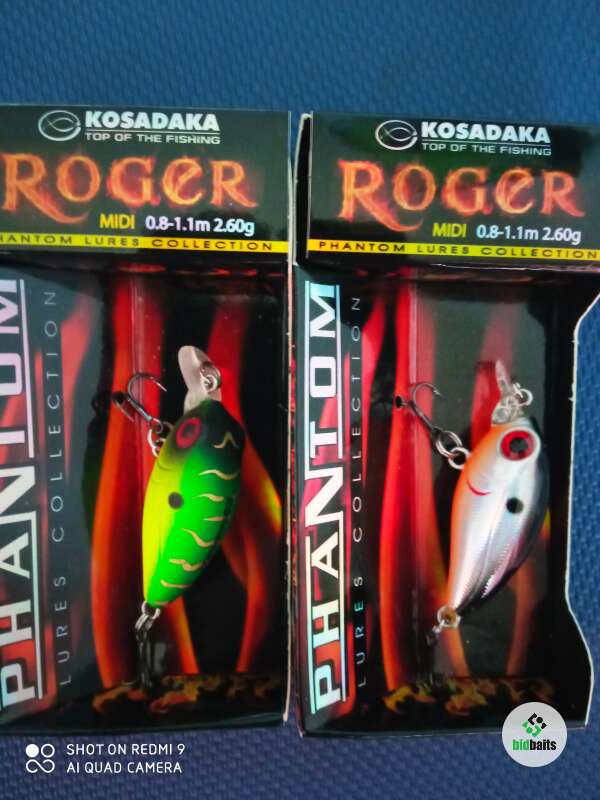 KOSADAKA
TOP OF THE FISHING
ROGER
MIDI 0.8-1.1m 2.60g
PHANTOM LURES COLLECTION
PHANTOM
LURES COLLECTION
KOSADAKA
TOP OF THE FISHING
ROGER
MIDI 0.8-1.1m 2.60g
PHANTOM LURES COLLECTION
PHANTOM
LURES COLLECTION
bidbaits
SHOT ON REDMI 9
AI QUAD CAMERA